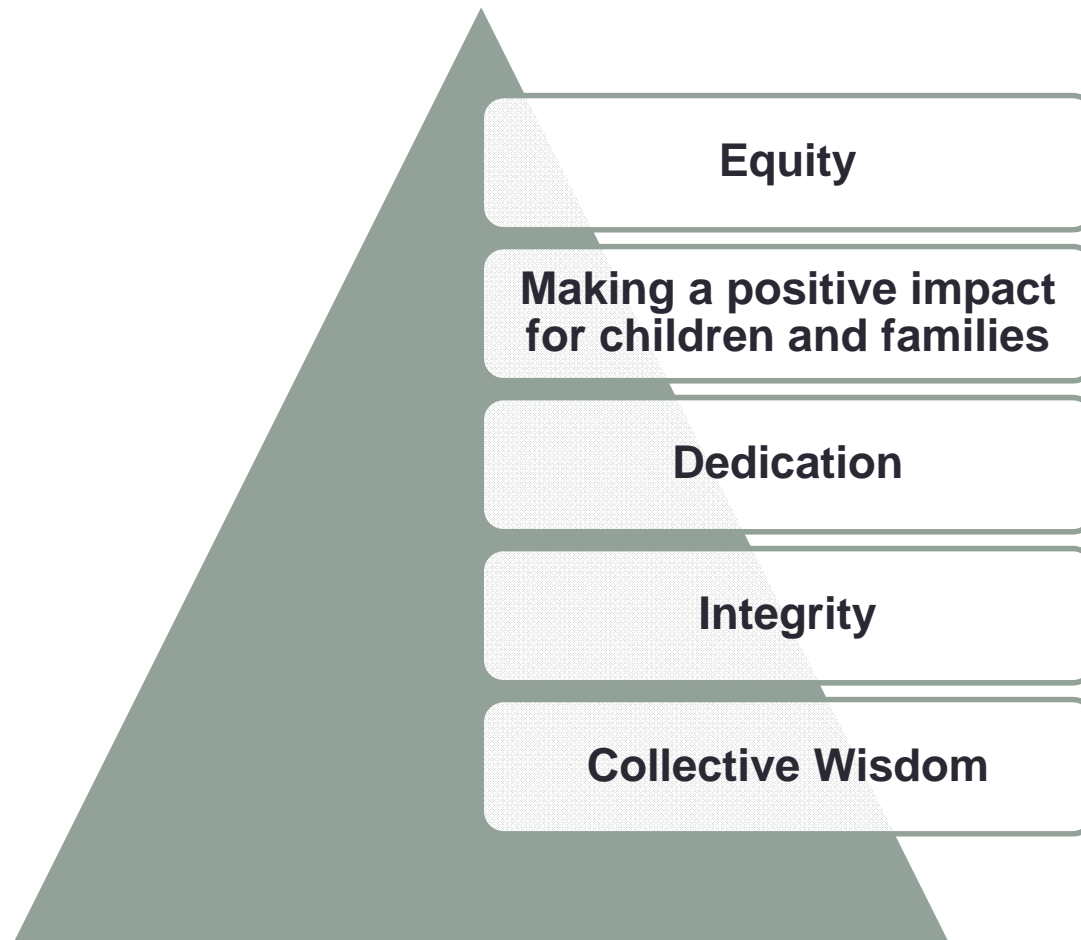 Equity
Making a positive impact
for children and families
Dedication
Integrity
Collective Wisdom